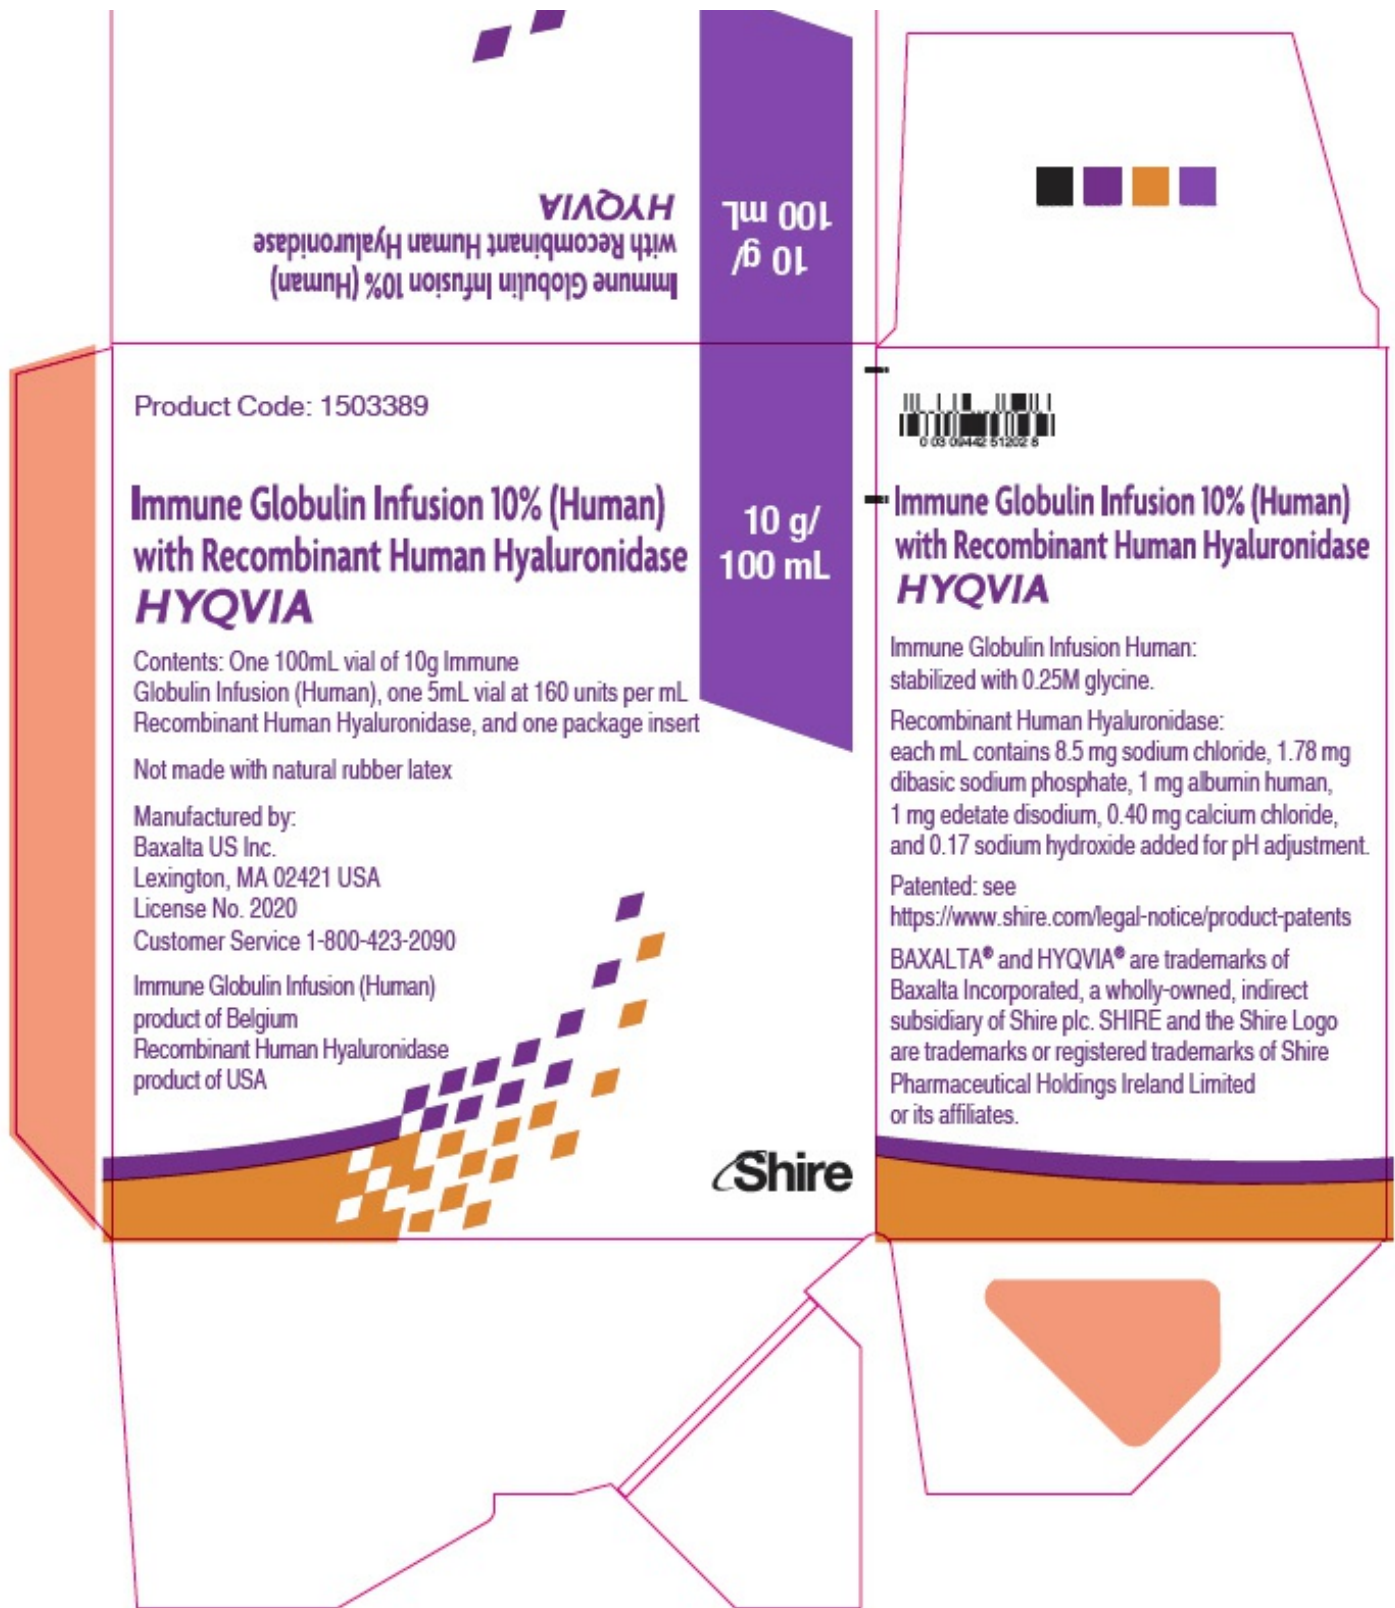 HYQVIA
with Recombinant Human Hyaluronidase
Immune Globulin Infusion 10% (Human)
10 g/
100 mL
Product Code: 1503389
Immune Globulin Infusion 10% (Human)
with Recombinant Human Hyaluronidase
HYQVIA
10 g/
100 mL
Contents: One 100mL vial of 10g Immune
Globulin Infusion (Human), one 5mL vial at 160 units per mL
Recombinant Human Hyaluronidase, and one package insert
Not made with natural rubber latex
Manufactured by:
Baxalta US Inc.
Lexington, MA 02421 USA
License No. 2020
Customer Service 1-800-423-2090
Immune Globulin Infusion (Human)
product of Belgium
Recombinant Human Hyaluronidase
product of USA
Shire
0 03 09442 51202 8
Immune Globulin Infusion 10% (Human)
with Recombinant Human Hyaluronidase
HYQVIA
Immune Globulin Infusion Human:
stabilized with 0.25M glycine.
Recombinant Human Hyaluronidase:
each mL contains 8.5 mg sodium chloride, 1.78 mg
dibasic sodium phosphate, 1 mg albumin human,
1 mg edetate disodium, 0.40 mg calcium chloride,
and 0.17 sodium hydroxide added for pH adjustment.
Patented: see
https://www.shire.com/legal-notice/product-patents
BAXALTA® and HYQVIA® are trademarks of
Baxalta Incorporated, a wholly-owned, indirect
subsidiary of Shire plc. SHIRE and the Shire Logo
are trademarks or registered trademarks of Shire
Pharmaceutical Holdings Ireland Limited
or its affiliates.